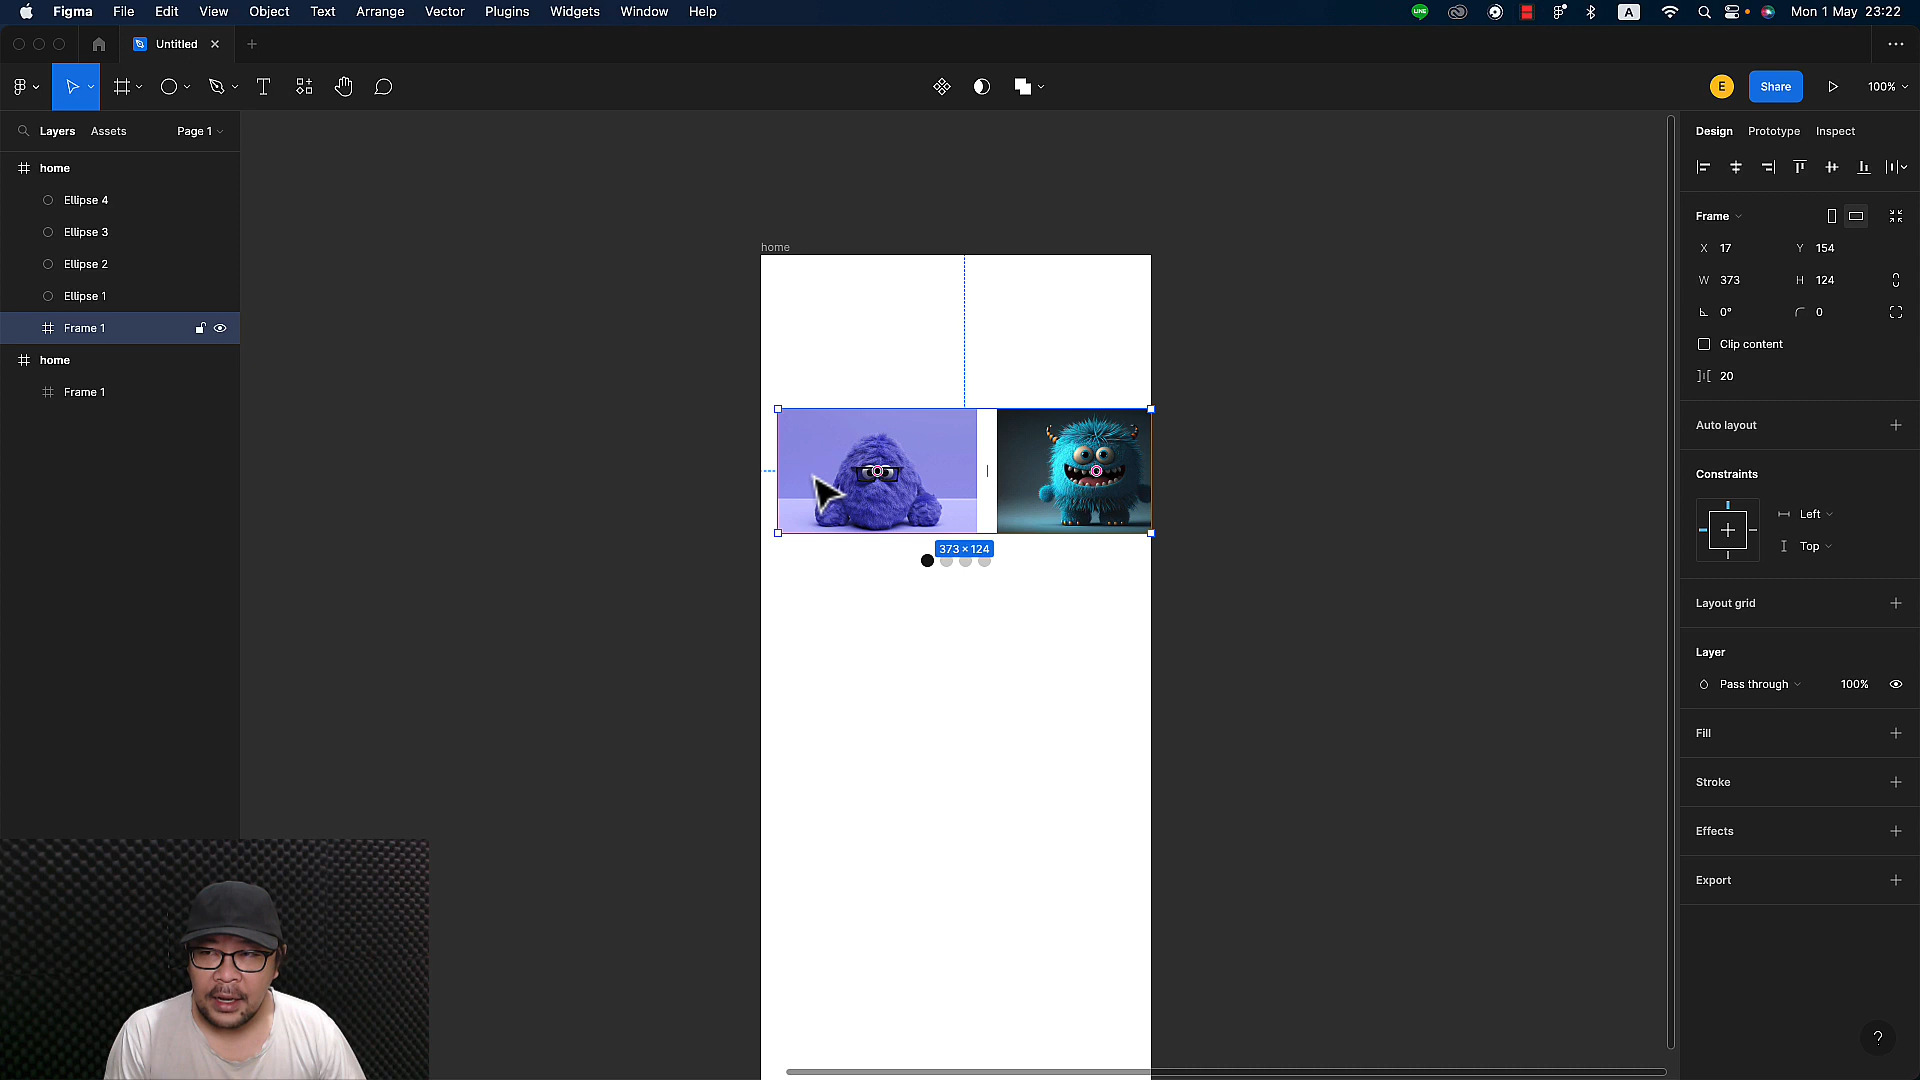 Figma File Edit View Object Text Arrange Vector Plugins Widgets Window Help
LINE A Mon 1 May 23:22
Untitled
T E Share 100%
Layers Assets Page 1
Design Prototype Inspect
home
Ellipse 4
Ellipse 3
Ellipse 2
Ellipse 1
Frame 1
home
Frame 1
home
373 × 124
Frame
X 17 Y 154
W 373 H 124
0° 0
Clip content
20
Auto layout
Constraints
Left
Top
Layout grid
Layer
Pass through 100%
Fill
Stroke
Effects
Export
?